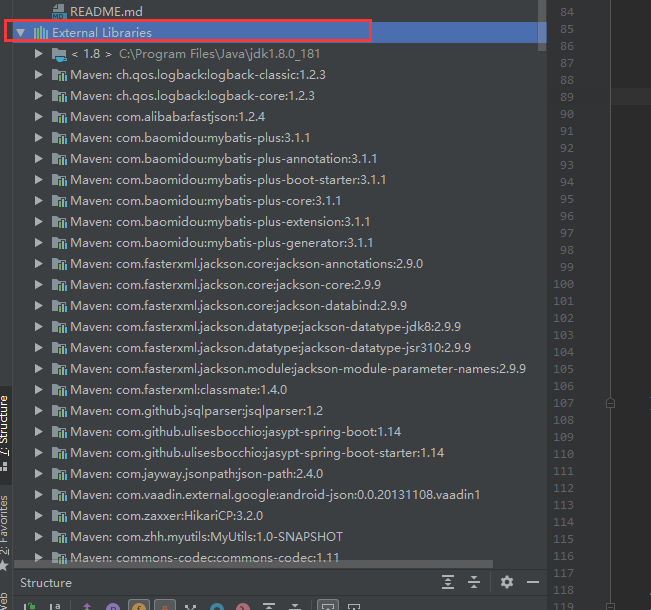 README.md
External Libraries
< 1.8 > C:\Program Files\Java\jdk1.8.0_181
Maven: ch.qos.logback:logback-classic:1.2.3
Maven: ch.qos.logback:logback-core:1.2.3
Maven: com.alibaba:fastjson:1.2.4
Maven: com.baomidou:mybatis-plus:3.1.1
Maven: com.baomidou:mybatis-plus-annotation:3.1.1
Maven: com.baomidou:mybatis-plus-boot-starter:3.1.1
Maven: com.baomidou:mybatis-plus-core:3.1.1
Maven: com.baomidou:mybatis-plus-extension:3.1.1
Maven: com.baomidou:mybatis-plus-generator:3.1.1
Maven: com.fasterxml.jackson.core:jackson-annotations:2.9.0
Maven: com.fasterxml.jackson.core:jackson-core:2.9.9
Maven: com.fasterxml.jackson.core:jackson-databind:2.9.9
Maven: com.fasterxml.jackson.datatype:jackson-datatype-jdk8:2.9.9
Maven: com.fasterxml.jackson.datatype:jackson-datatype-jsr310:2.9.9
Maven: com.fasterxml.jackson.module:jackson-module-parameter-names:2.9.9
Maven: com.fasterxml:classmate:1.4.0
Maven: com.github.jsqlparser:jsqlparser:1.2
Maven: com.github.ulisesbocchio:jasypt-spring-boot:1.14
Maven: com.github.ulisesbocchio:jasypt-spring-boot-starter:1.14
Maven: com.jayway.jsonpath:json-path:2.4.0
Maven: com.vaadin.external.google:android-json:0.0.20131108.vaadin1
Maven: com.zaxxer:HikariCP:3.2.0
Maven: com.zhh.myutils:MyUtils:1.0-SNAPSHOT
Maven: commons-codec:commons-codec:1.11
Structure
7: Structure
2: Favorites
84
85
86
87
88
89
90
91
92
93
94
95
96
97
98
99
100
101
102
103
104
105
106
107
108
109
110
111
112
113
114
115
116
117
118
119